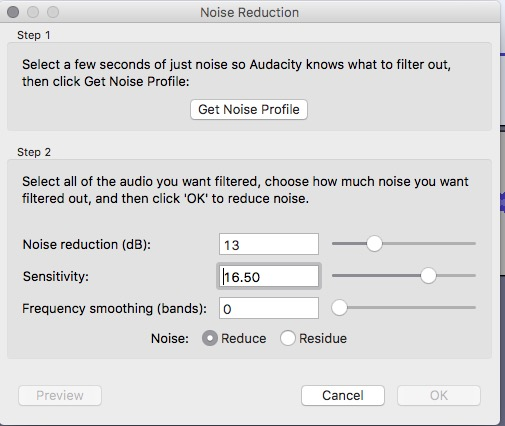 Noise Reduction
Step 1
Select a few seconds of just noise so Audacity knows what to filter out,
then click Get Noise Profile:
Get Noise Profile
Step 2
Select all of the audio you want filtered, choose how much noise you want
filtered out, and then click 'OK' to reduce noise.
Noise reduction (dB): 13
Sensitivity: 16.50
Frequency smoothing (bands): 0
Noise: Reduce Residue
Preview Cancel OK